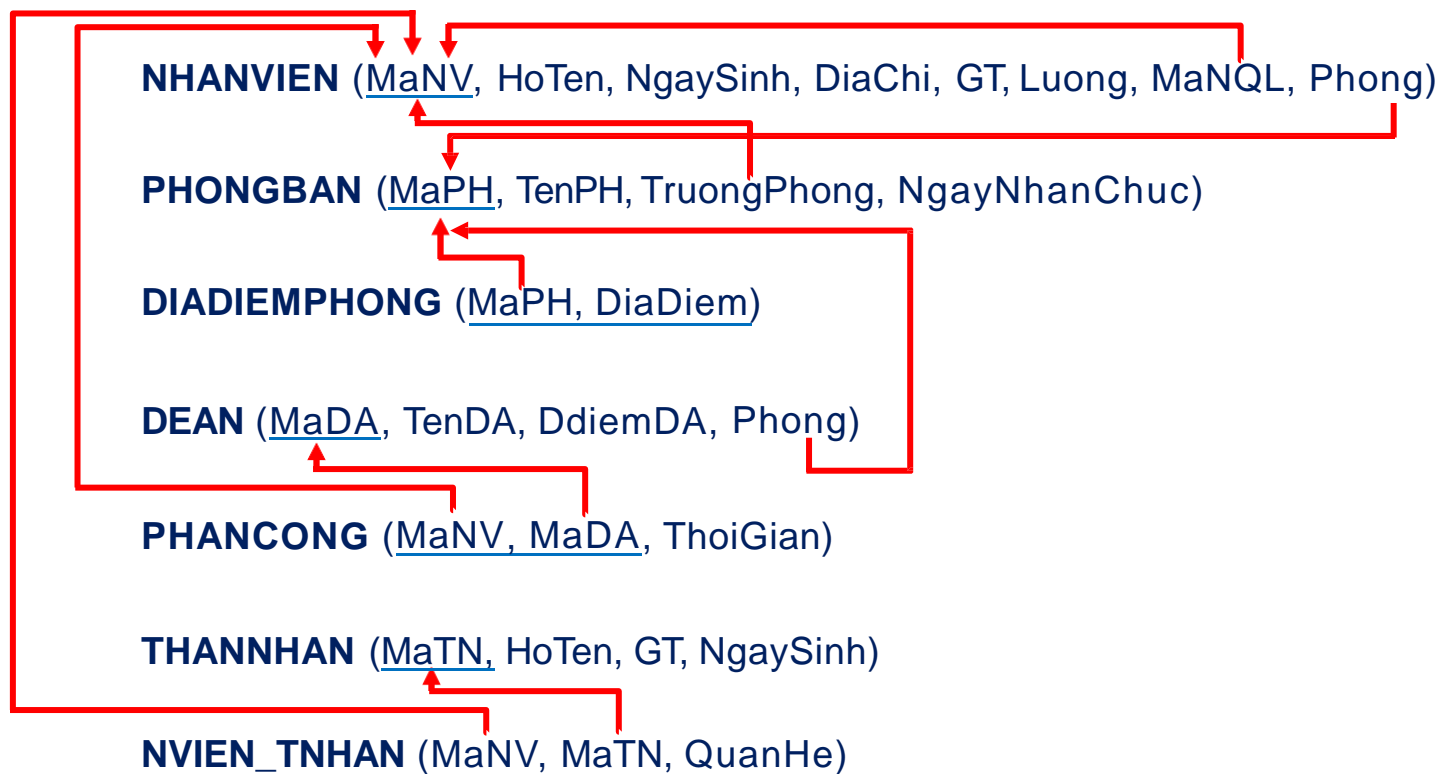 NHANVIEN (MaNV, HoTen, NgaySinh, DiaChi, GT, Luong, MaNQL, Phong)
PHONGBAN (MaPH, TenPH, TruongPhong, NgayNhanChuc)
DIADIEMPHONG (MaPH, DiaDiem)
DEAN (MaDA, TenDA, DdiemDA, Phong)
PHANCONG (MaNV, MaDA, ThoiGian)
THANNHAN (MaTN, HoTen, GT, NgaySinh)
NVIEN_TNHAN (MaNV, MaTN, QuanHe)